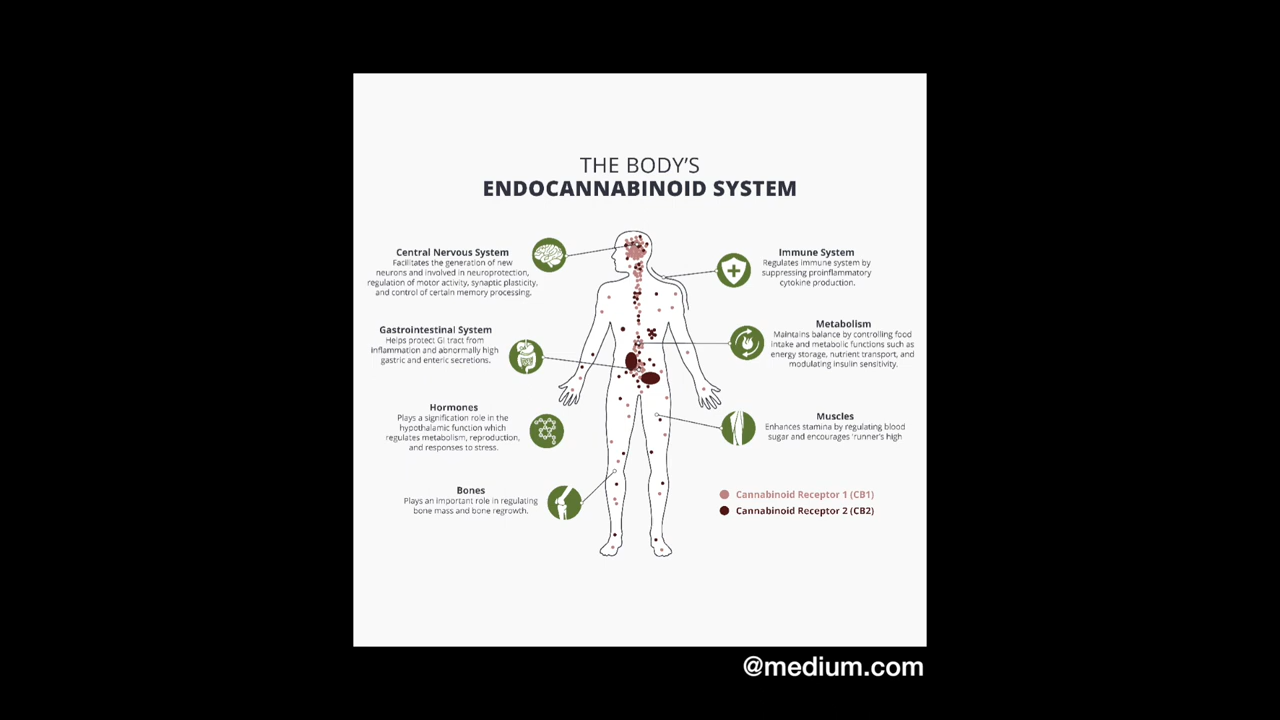 THE BODY'S
ENDOCANNABINOID SYSTEM
Central Nervous System
Facilitates the generation of new
neurons and involved in neuroprotection,
regulation of motor activity, synaptic plasticity,
and control of certain memory processing.
Gastrointestinal System
Helps protect GI tract from
inflammation and abnormally high
gastric and enteric secretions.
Hormones
Plays a signification role in the
hypothalamic function which
regulates metabolism, reproduction,
and responses to stress.
Bones
Plays an important role in regulating
bone mass and bone regrowth.
Immune System
Regulates immune system by
suppressing proinflammatory
cytokine production.
Metabolism
Maintains balance by controlling food
intake and metabolic functions such as
energy storage, nutrient transport, and
modulating insulin sensitivity.
Muscles
Enhances stamina by regulating blood
sugar and encourages 'runner's high
Cannabinoid Receptor 1 (CB1)
Cannabinoid Receptor 2 (CB2)
@medium.com